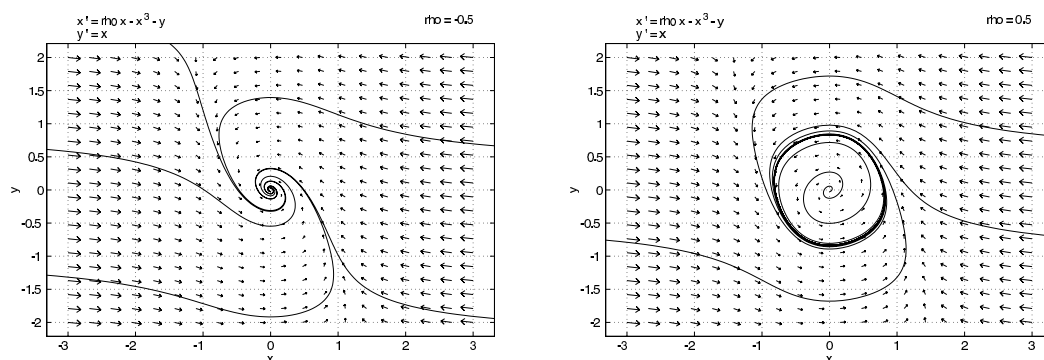 x ' = rho x - x³ - y
y ' = x
rho = -0.5
2
1.5
1
0.5
0
-0.5
-1
-1.5
-2
y
-3 -2 -1 0 1 2 3
x
x ' = rho x - x³ - y
y ' = x
rho = 0.5
2
1.5
1
0.5
0
-0.5
-1
-1.5
-2
y
-3 -2 -1 0 1 2 3
x